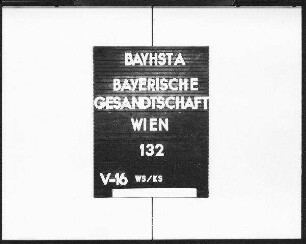 BAYHSTA
BAYERISCHE
GESANDTSCHAFT
WIEN
132
V-16 WS/KS